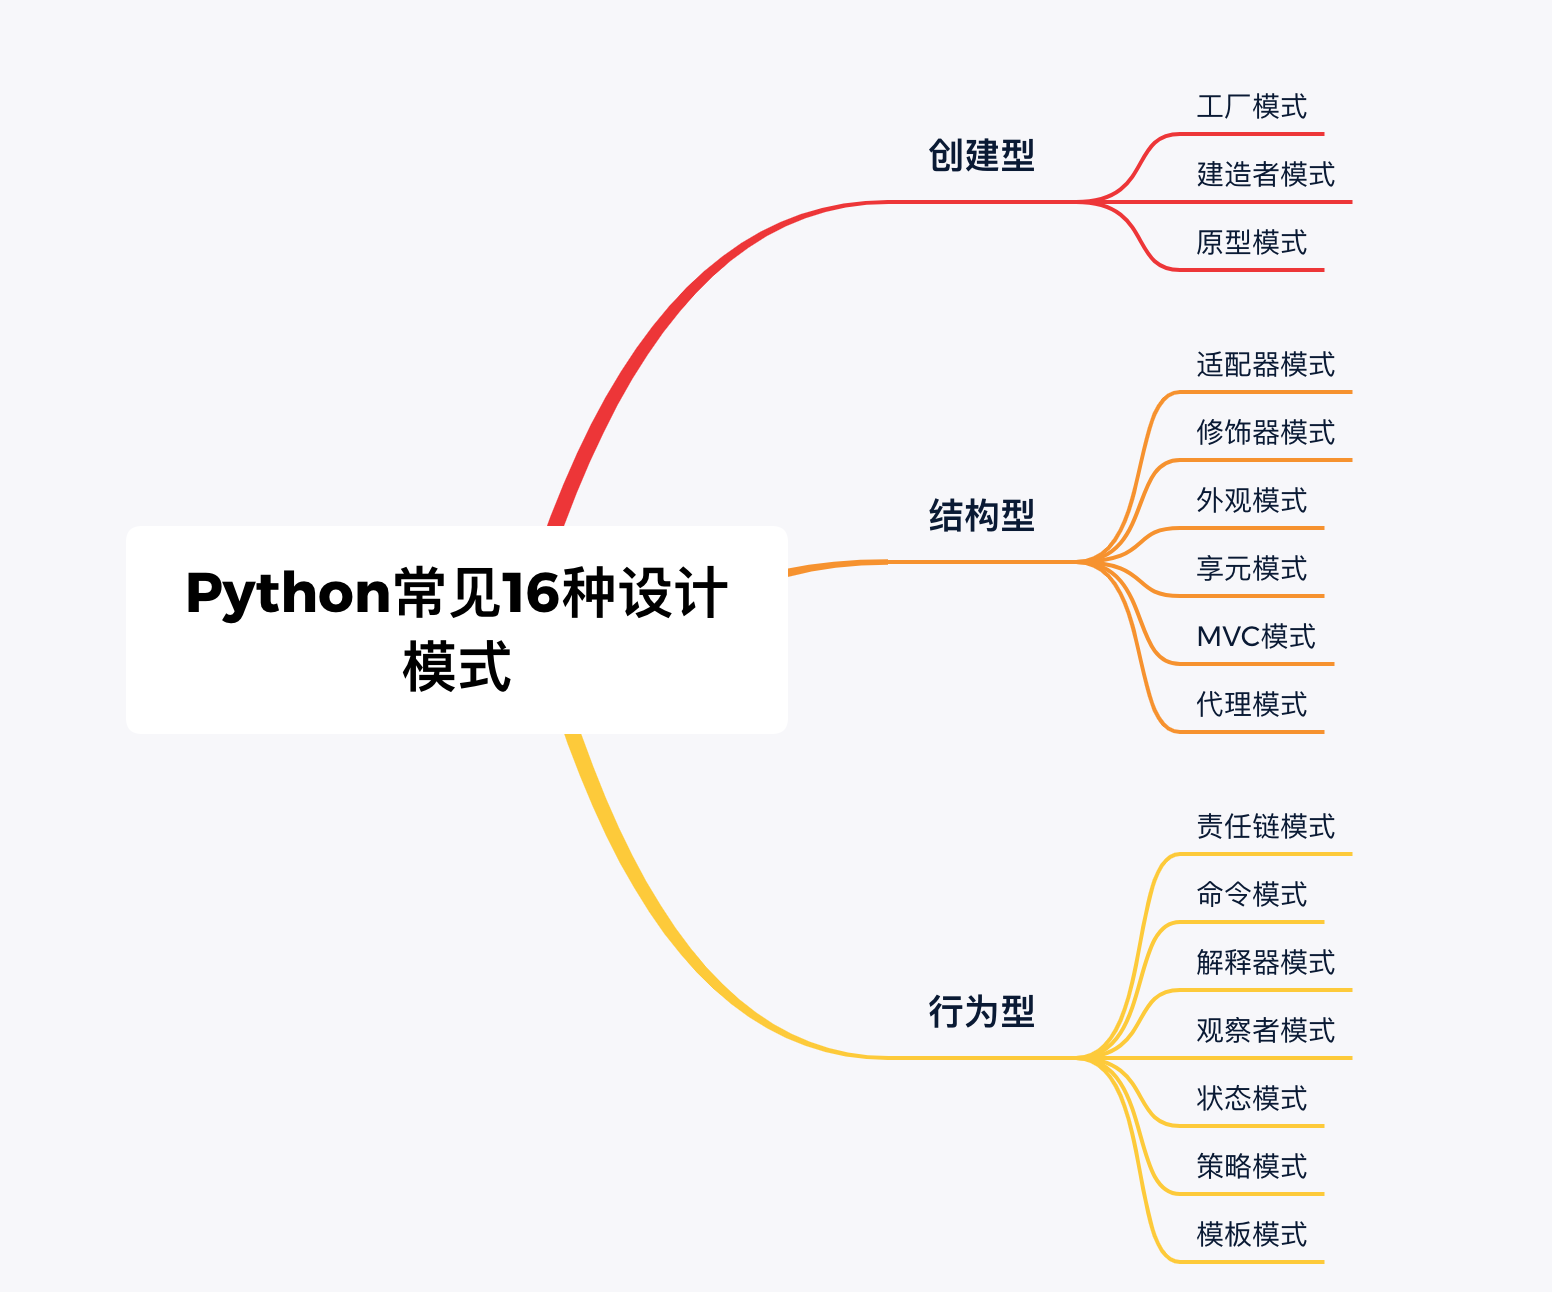 Python常见16种设计
模式
创建型
工厂模式
建造者模式
原型模式
结构型
适配器模式
修饰器模式
外观模式
享元模式
MVC模式
代理模式
行为型
责任链模式
命令模式
解释器模式
观察者模式
状态模式
策略模式
模板模式